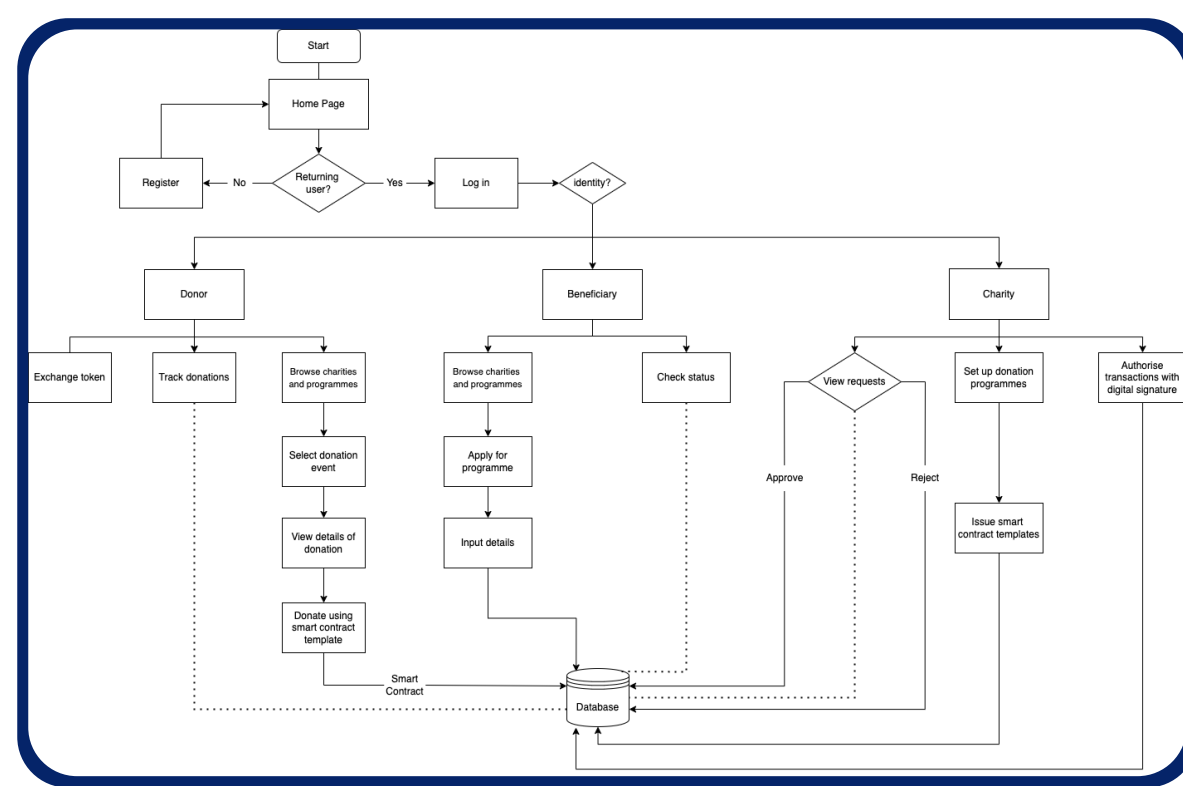 Start
Home Page
Register
No
Returning
user?
Yes
Log in
identity?
Donor
Beneficiary
Charity
Exchange token
Track donations
Browse charities
and programmes
Browse charities
and programmes
Check status
View requests
Set up donation
programmes
Authorise
transactions with
digital signature
Select donation
event
Apply for
programme
Approve
Reject
View details of
donation
Input details
Issue smart
contract templates
Donate using
smart contract
template
Smart
Contract
Database